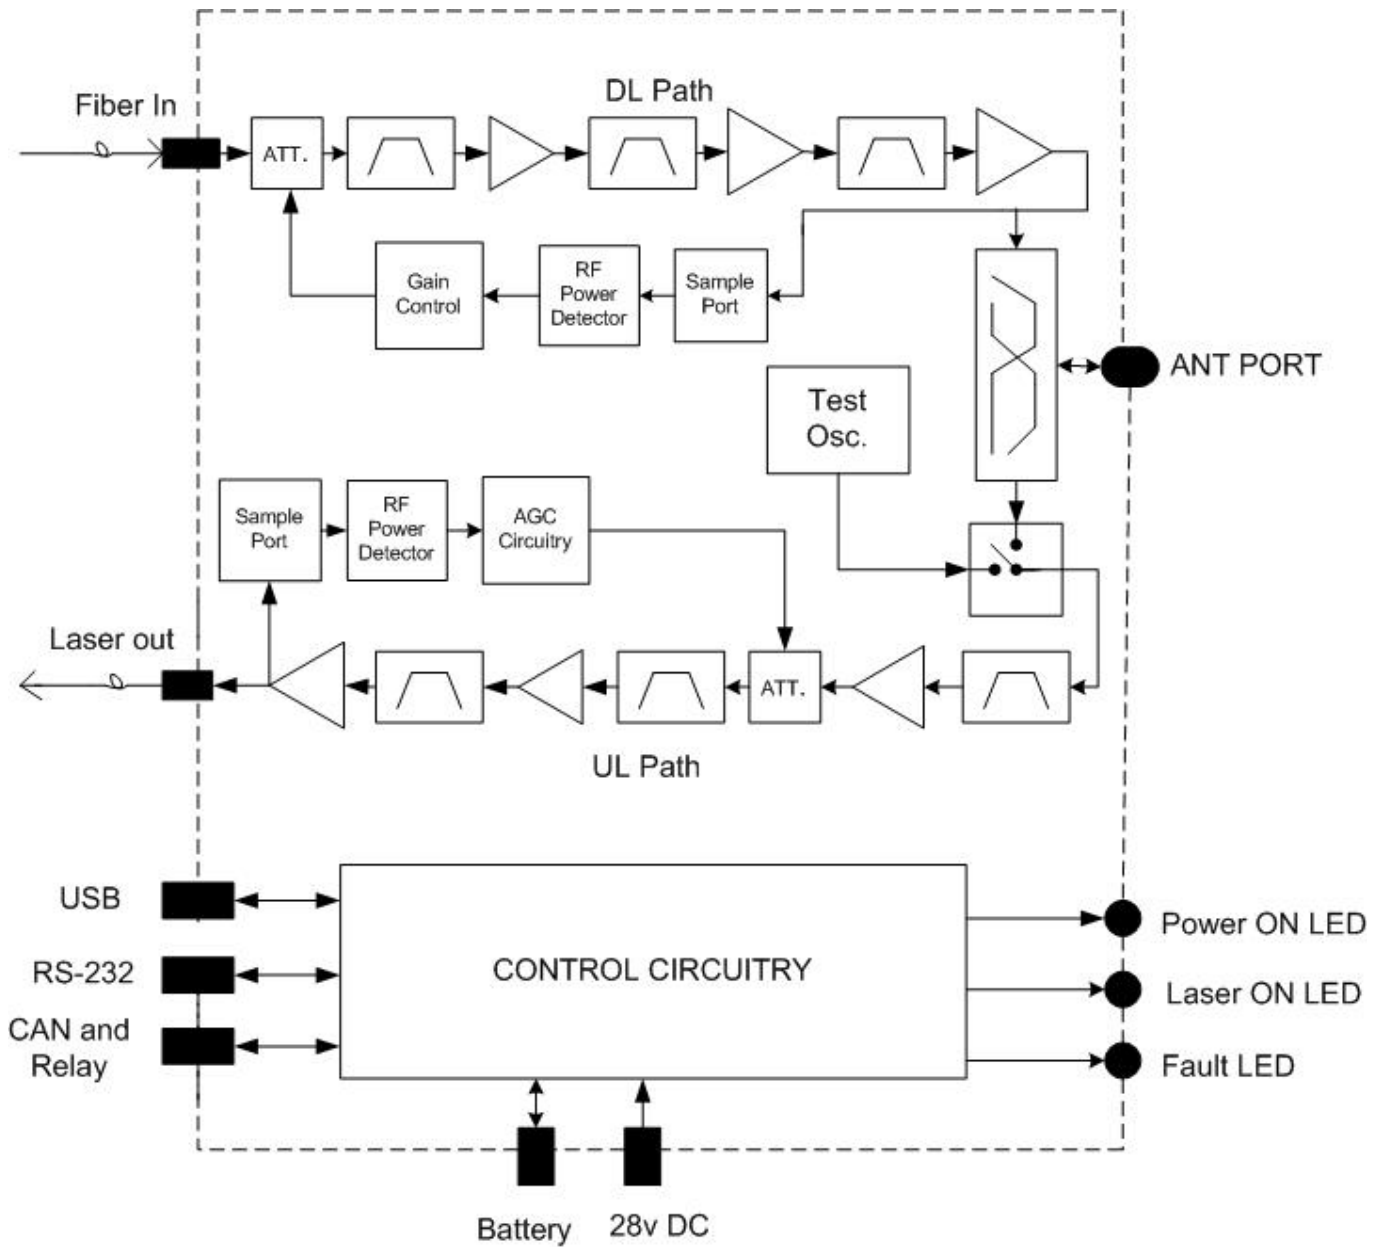 DL Path
Fiber In
ATT.
Gain
Control
RF
Power
Detector
Sample
Port
ANT PORT
Test
Osc.
Sample
Port
RF
Power
Detector
AGC
Circuitry
Laser out
ATT.
UL Path
USB
RS-232
CAN and
Relay
CONTROL CIRCUITRY
Power ON LED
Laser ON LED
Fault LED
Battery
28v DC